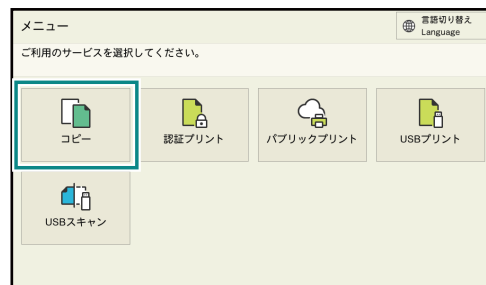 メニュー
言語切り替え
Language
ご利用のサービスを選択してください。
コピー
認証プリント
パブリックプリント
USBプリント
USBスキャン